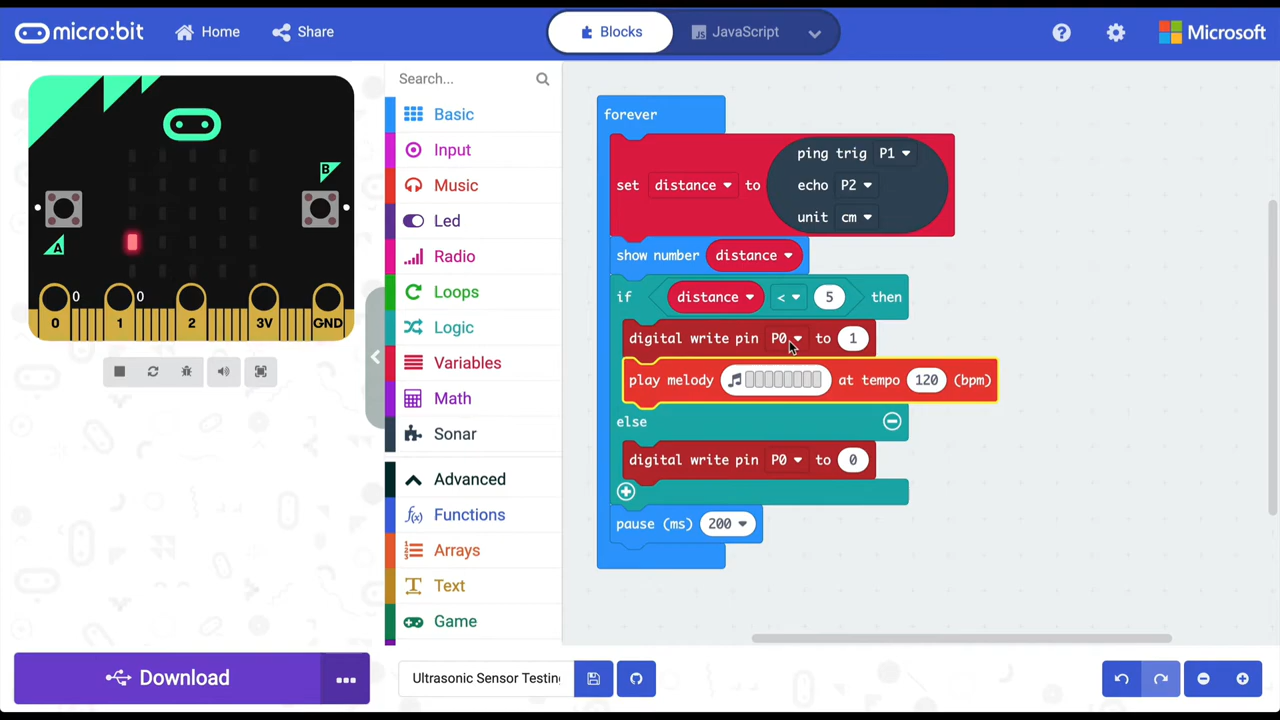 micro:bit Home Share Blocks JavaScript Microsoft
B
A
0 0
0 1 2 3V GND
Download
Search...
Basic
Input
Music
Led
Radio
Loops
Logic
Variables
Math
Sonar
Advanced
Functions
Arrays
Text
Game
forever
set distance to ping trig P1
echo P2
unit cm
show number distance
if distance < 5 then
digital write pin P0 to 1
play melody at tempo 120 (bpm)
else
digital write pin P0 to 0
pause (ms) 200
Ultrasonic Sensor Testin